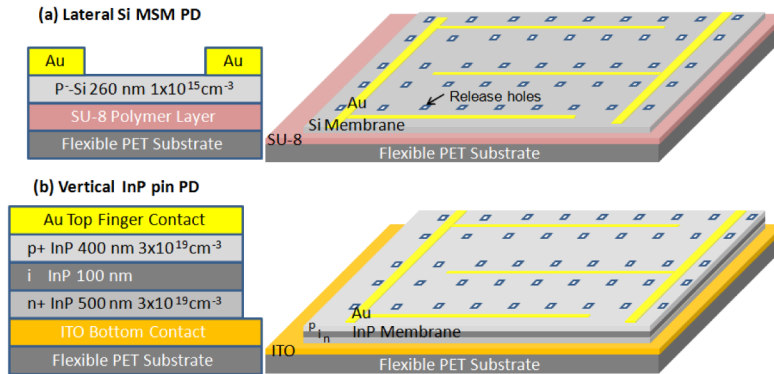 (a) Lateral Si MSM PD
Au Au
P⁻-Si 260 nm 1x10¹⁵cm⁻³
SU-8 Polymer Layer
Flexible PET Substrate
Au
Release holes
Si Membrane
SU-8
Flexible PET Substrate
(b) Vertical InP pin PD
Au Top Finger Contact
p+ InP 400 nm 3x10¹⁹cm⁻³
i InP 100 nm
n+ InP 500 nm 3x10¹⁹cm⁻³
ITO Bottom Contact
Flexible PET Substrate
Au
p i n InP Membrane
ITO
Flexible PET Substrate